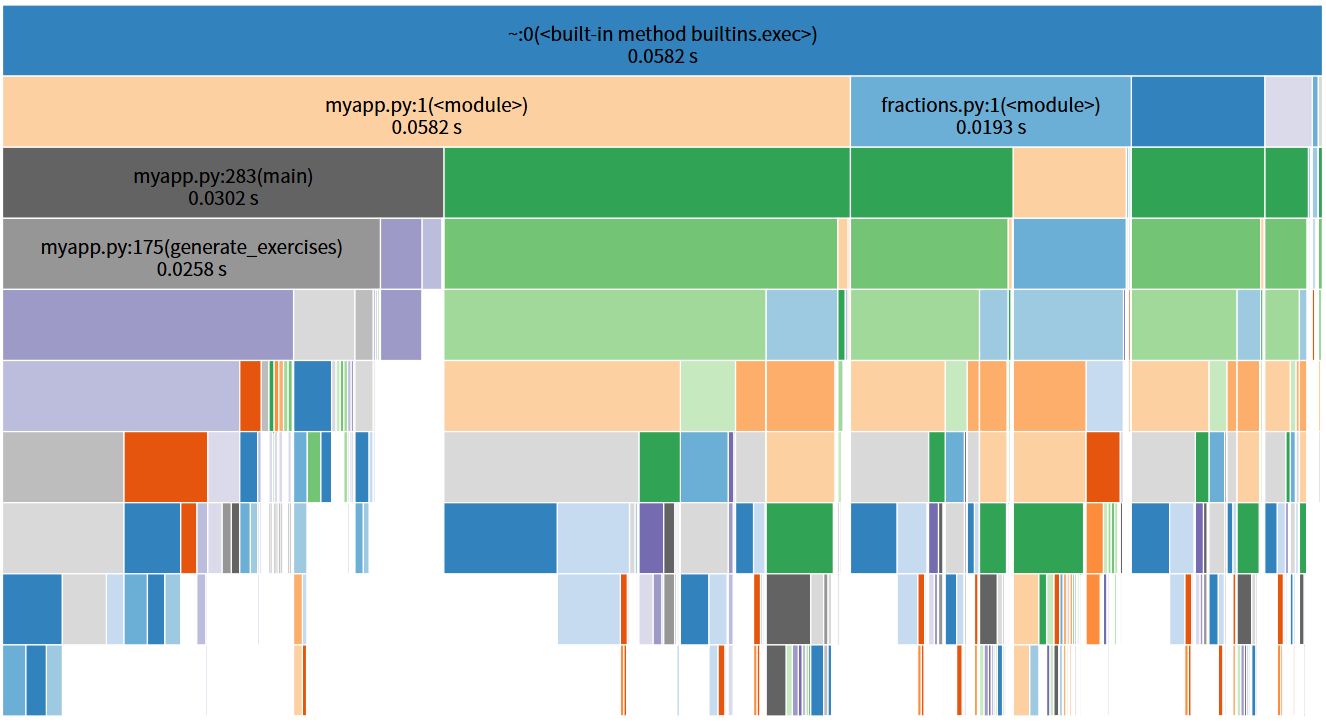 ~:0(<built-in method builtins.exec>)
0.0582 s
myapp.py:1(<module>)
0.0582 s
fractions.py:1(<module>)
0.0193 s
myapp.py:283(main)
0.0302 s
myapp.py:175(generate_exercises)
0.0258 s